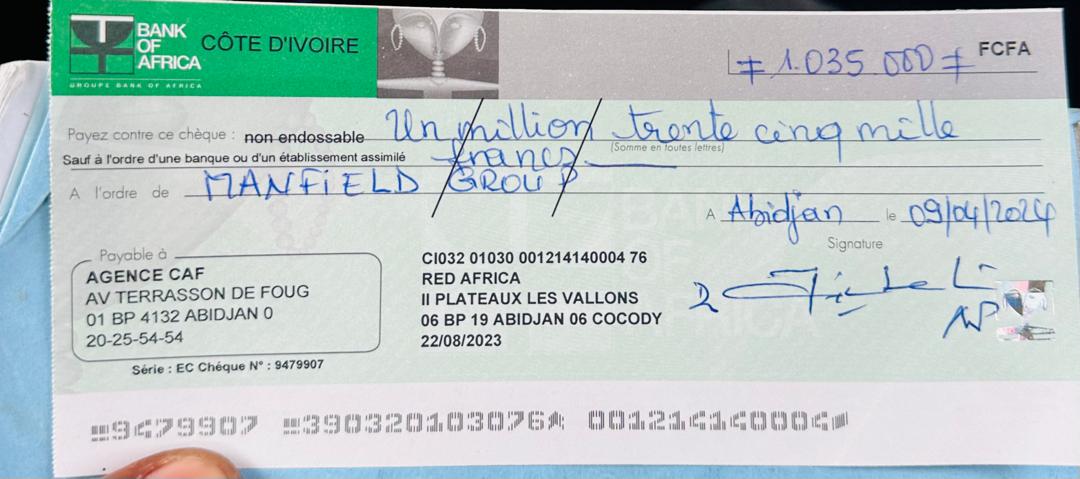 BANK
OF
AFRICA
GROUPE BANK OF AFRICA
CÔTE D'IVOIRE
≠ 1.035 000 ≠ FCFA
Payez contre ce chèque : non endossable Un million trente cinq mille
(Somme en toutes lettres)
Sauf à l'ordre d'une banque ou d'un établissement assimilé francs
A l'ordre de MANFIELD GROUP
A Abidjan le 09/04/2024
Signature
Payable à
AGENCE CAF
AV TERRASSON DE FOUG
01 BP 4132 ABIDJAN 0
20-25-54-54
CI032 01030 001214140004 76
RED AFRICA
II PLATEAUX LES VALLONS
06 BP 19 ABIDJAN 06 COCODY
22/08/2023
Série : EC Chéque N° : 9479907
9479907 390320103076 001214140004